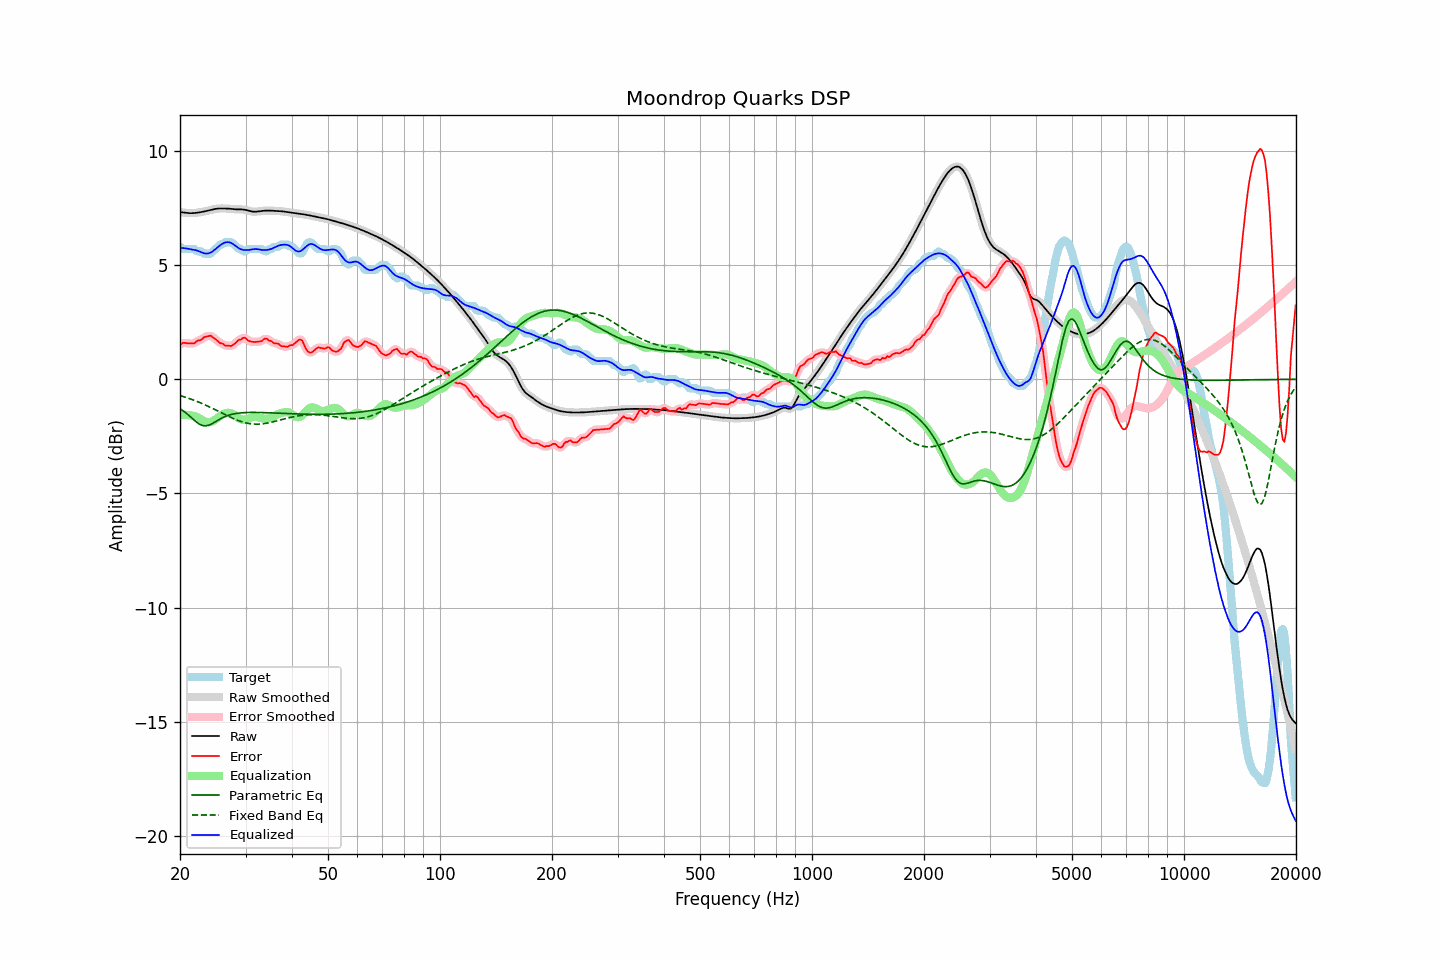 Moondrop Quarks DSP
Amplitude (dBr)
10
5
0
−5
−10
−15
−20
Target
Raw Smoothed
Error Smoothed
Raw
Error
Equalization
Parametric Eq
Fixed Band Eq
Equalized
20 50 100 200 500 1000 2000 5000 10000 20000
Frequency (Hz)